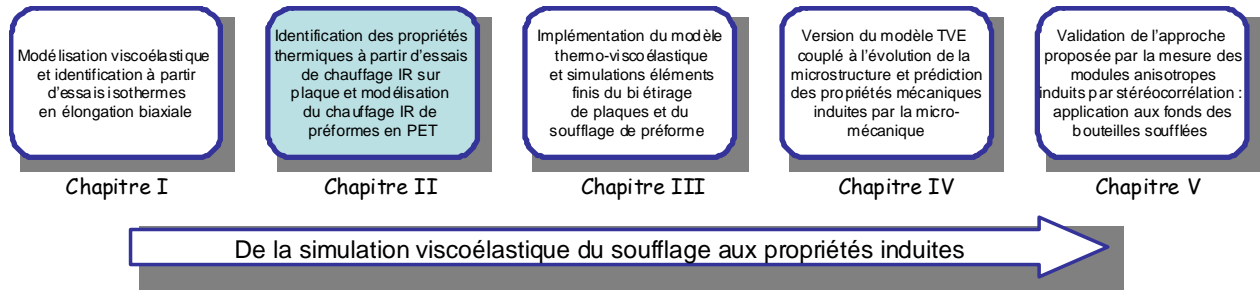 Modélisation viscoélastique
et identification à partir
d'essais isothermes
en élongation biaxiale
Identification des propriétés
thermiques à partir d'essais
de chauffage IR sur
plaque et modélisation
du chauffage IR de
préformes en PET
Implémentation du modèle
thermo-viscoélastique
et simulations éléments
finis du bi étirage
de plaques et du
soufflage de préforme
Version du modèle TVE
couplé à l'évolution de la
microstructure et prédiction
des propriétés mécaniques
induites par la micro-
mécanique
Validation de l'approche
proposée par la mesure des
modules anisotropes
induits par stéréocorrélation :
application aux fonds des
bouteilles soufflées
Chapitre I
Chapitre II
Chapitre III
Chapitre IV
Chapitre V
De la simulation viscoélastique du soufflage aux propriétés induites